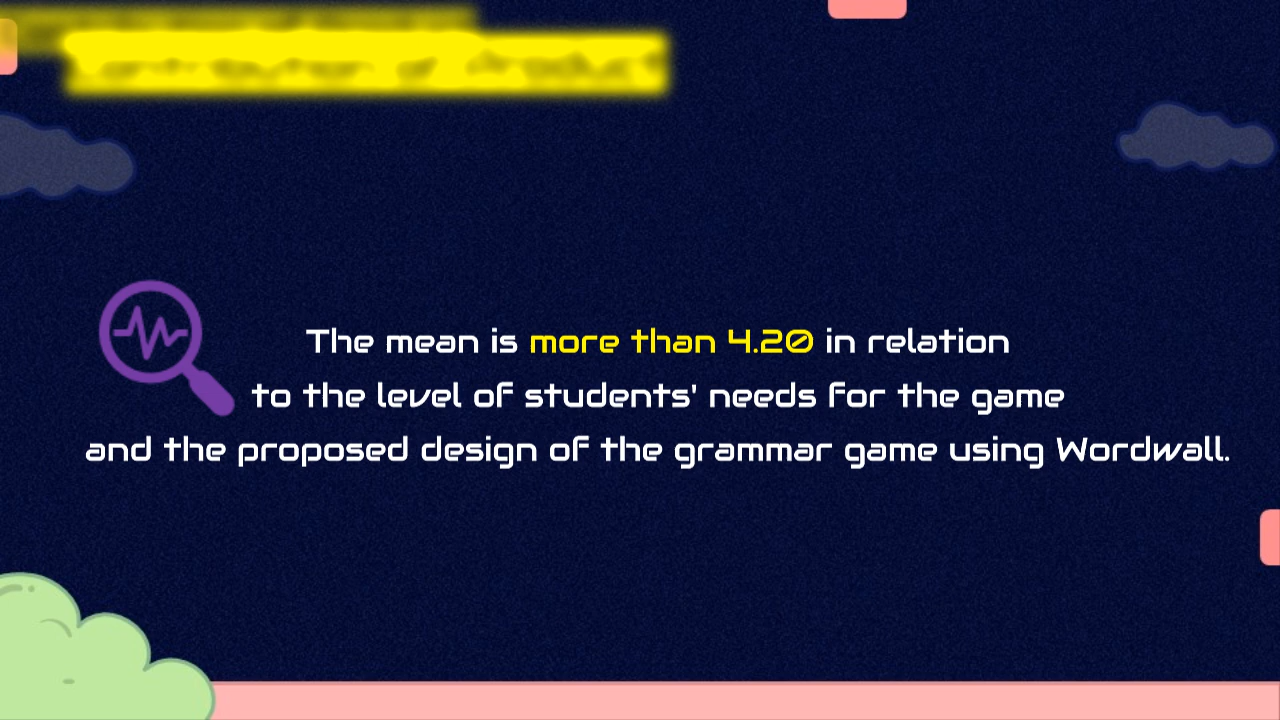 The mean is more than 4.20 in relation
to the level of students' needs for the game
and the proposed design of the grammar game using Wordwall.